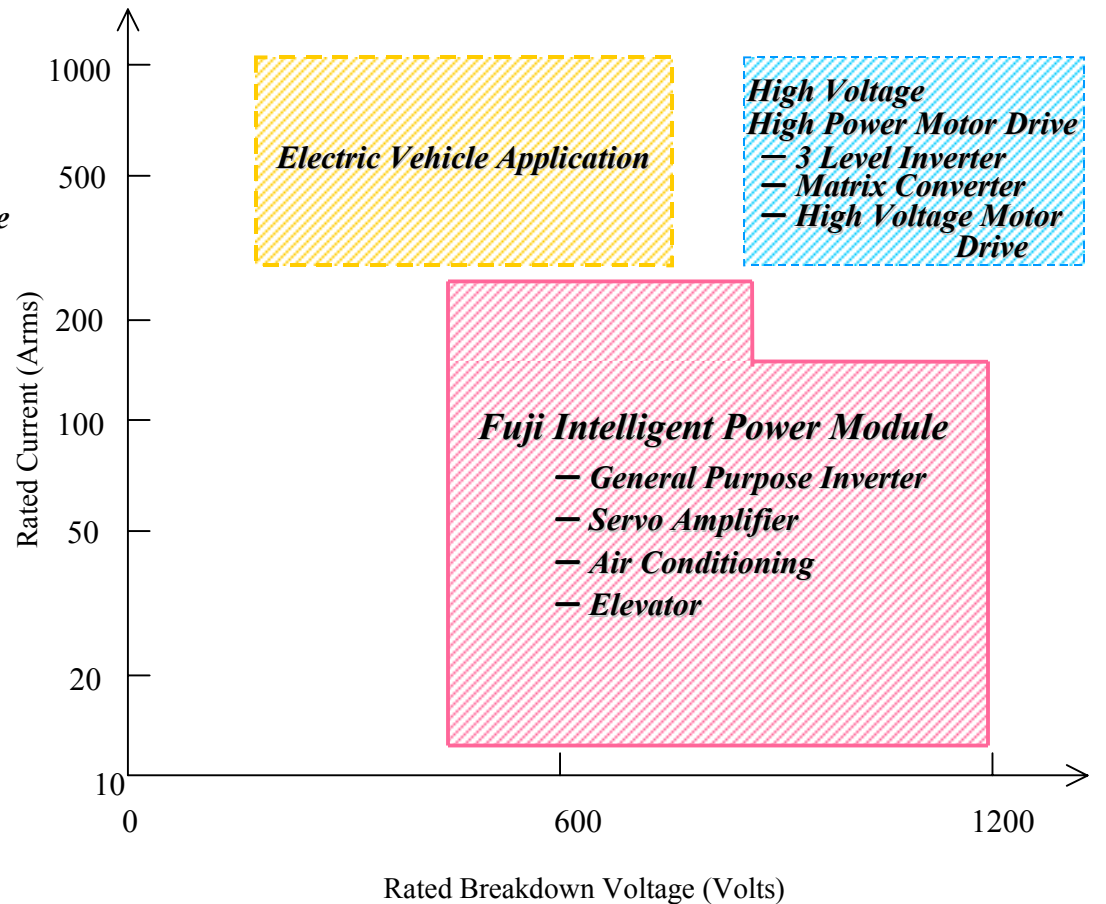 1000
500
200
100
50
20
10
0
600
1200
e
Rated Current (Arms)
Rated Breakdown Voltage (Volts)
Electric Vehicle Application
High Voltage
High Power Motor Drive
— 3 Level Inverter
— Matrix Converter
— High Voltage Motor
Drive
Fuji Intelligent Power Module
— General Purpose Inverter
— Servo Amplifier
— Air Conditioning
— Elevator